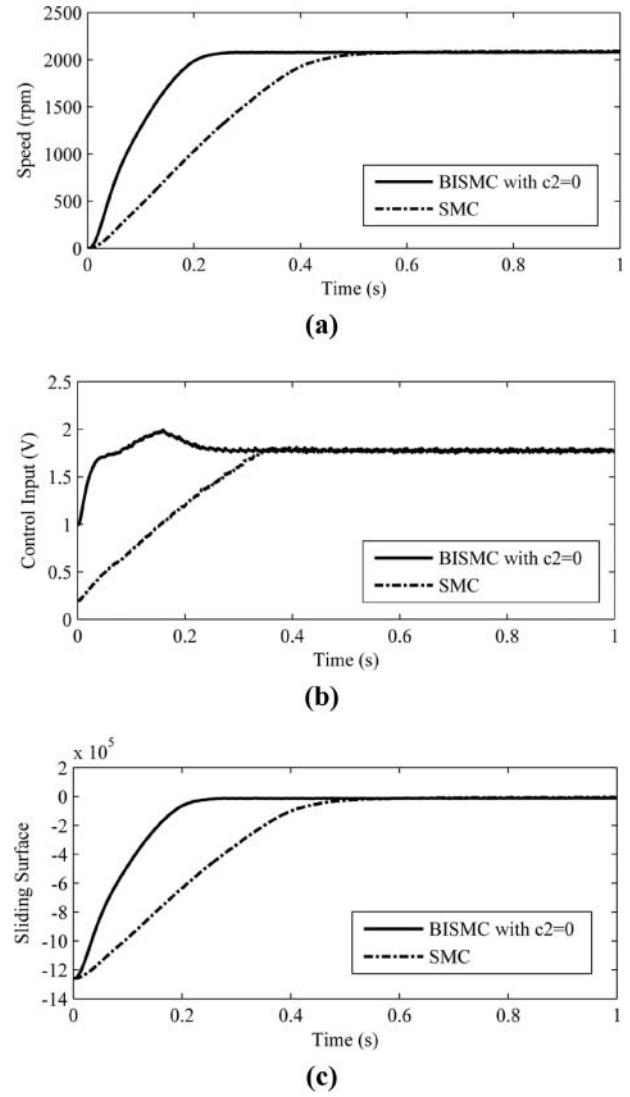 2500
2000
1500
1000
500
0
Speed (rpm)
BISMC with c2=0
SMC
0 0.2 0.4 0.6 0.8 1
Time (s)
(a)
2.5
2
1.5
1
0.5
0
Control Input (V)
BISMC with c2=0
SMC
0 0.2 0.4 0.6 0.8 1
Time (s)
(b)
x 10^5
2
0
-2
-4
-6
-8
-10
-12
-14
Sliding Surface
BISMC with c2=0
SMC
0 0.2 0.4 0.6 0.8 1
Time (s)
(c)